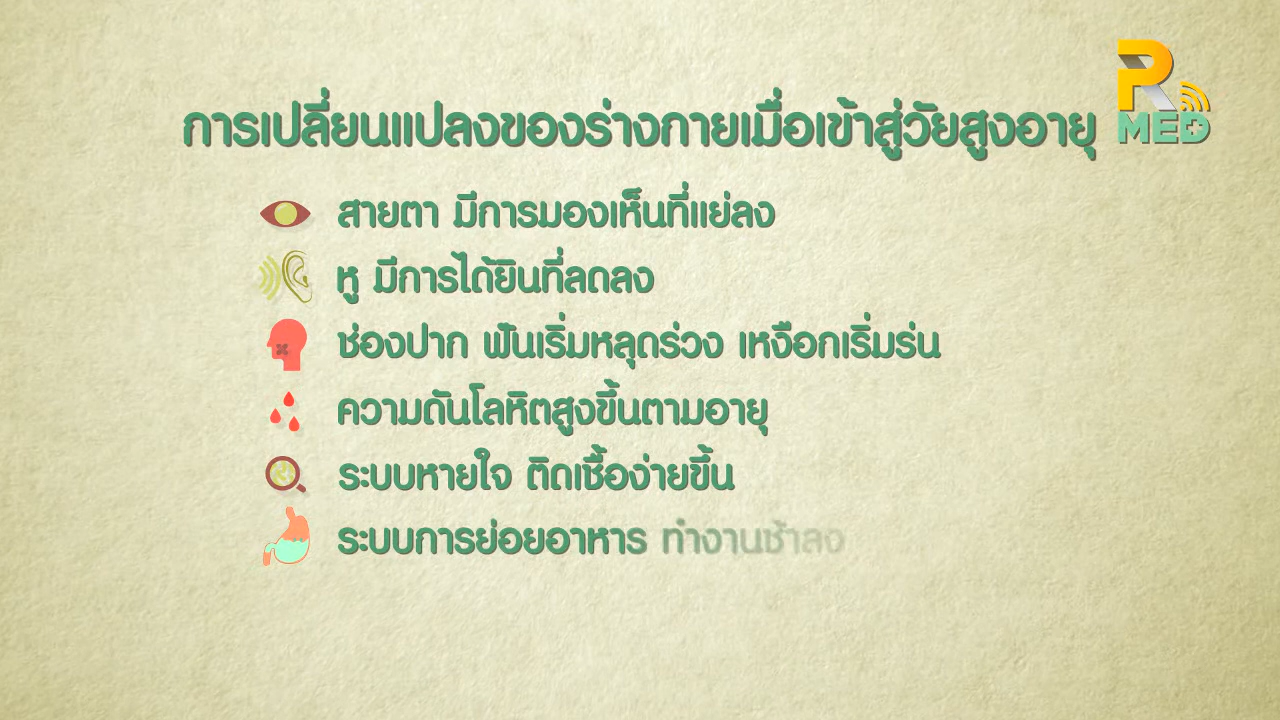 การเปลี่ยนแปลงของร่างกายเมื่อเข้าสู่วัยสูงอายุ
R
MED
สายตา มีการมองเห็นที่แย่ลง
หู มีการได้ยินที่ลดลง
ช่องปาก ฟันเริ่มหลุดร่วง เหงือกเริ่มร่น
ความดันโลหิตสูงขึ้นตามอายุ
ระบบหายใจ ติดเชื้อง่ายขึ้น
ระบบการย่อยอาหาร ทำงานช้าลง